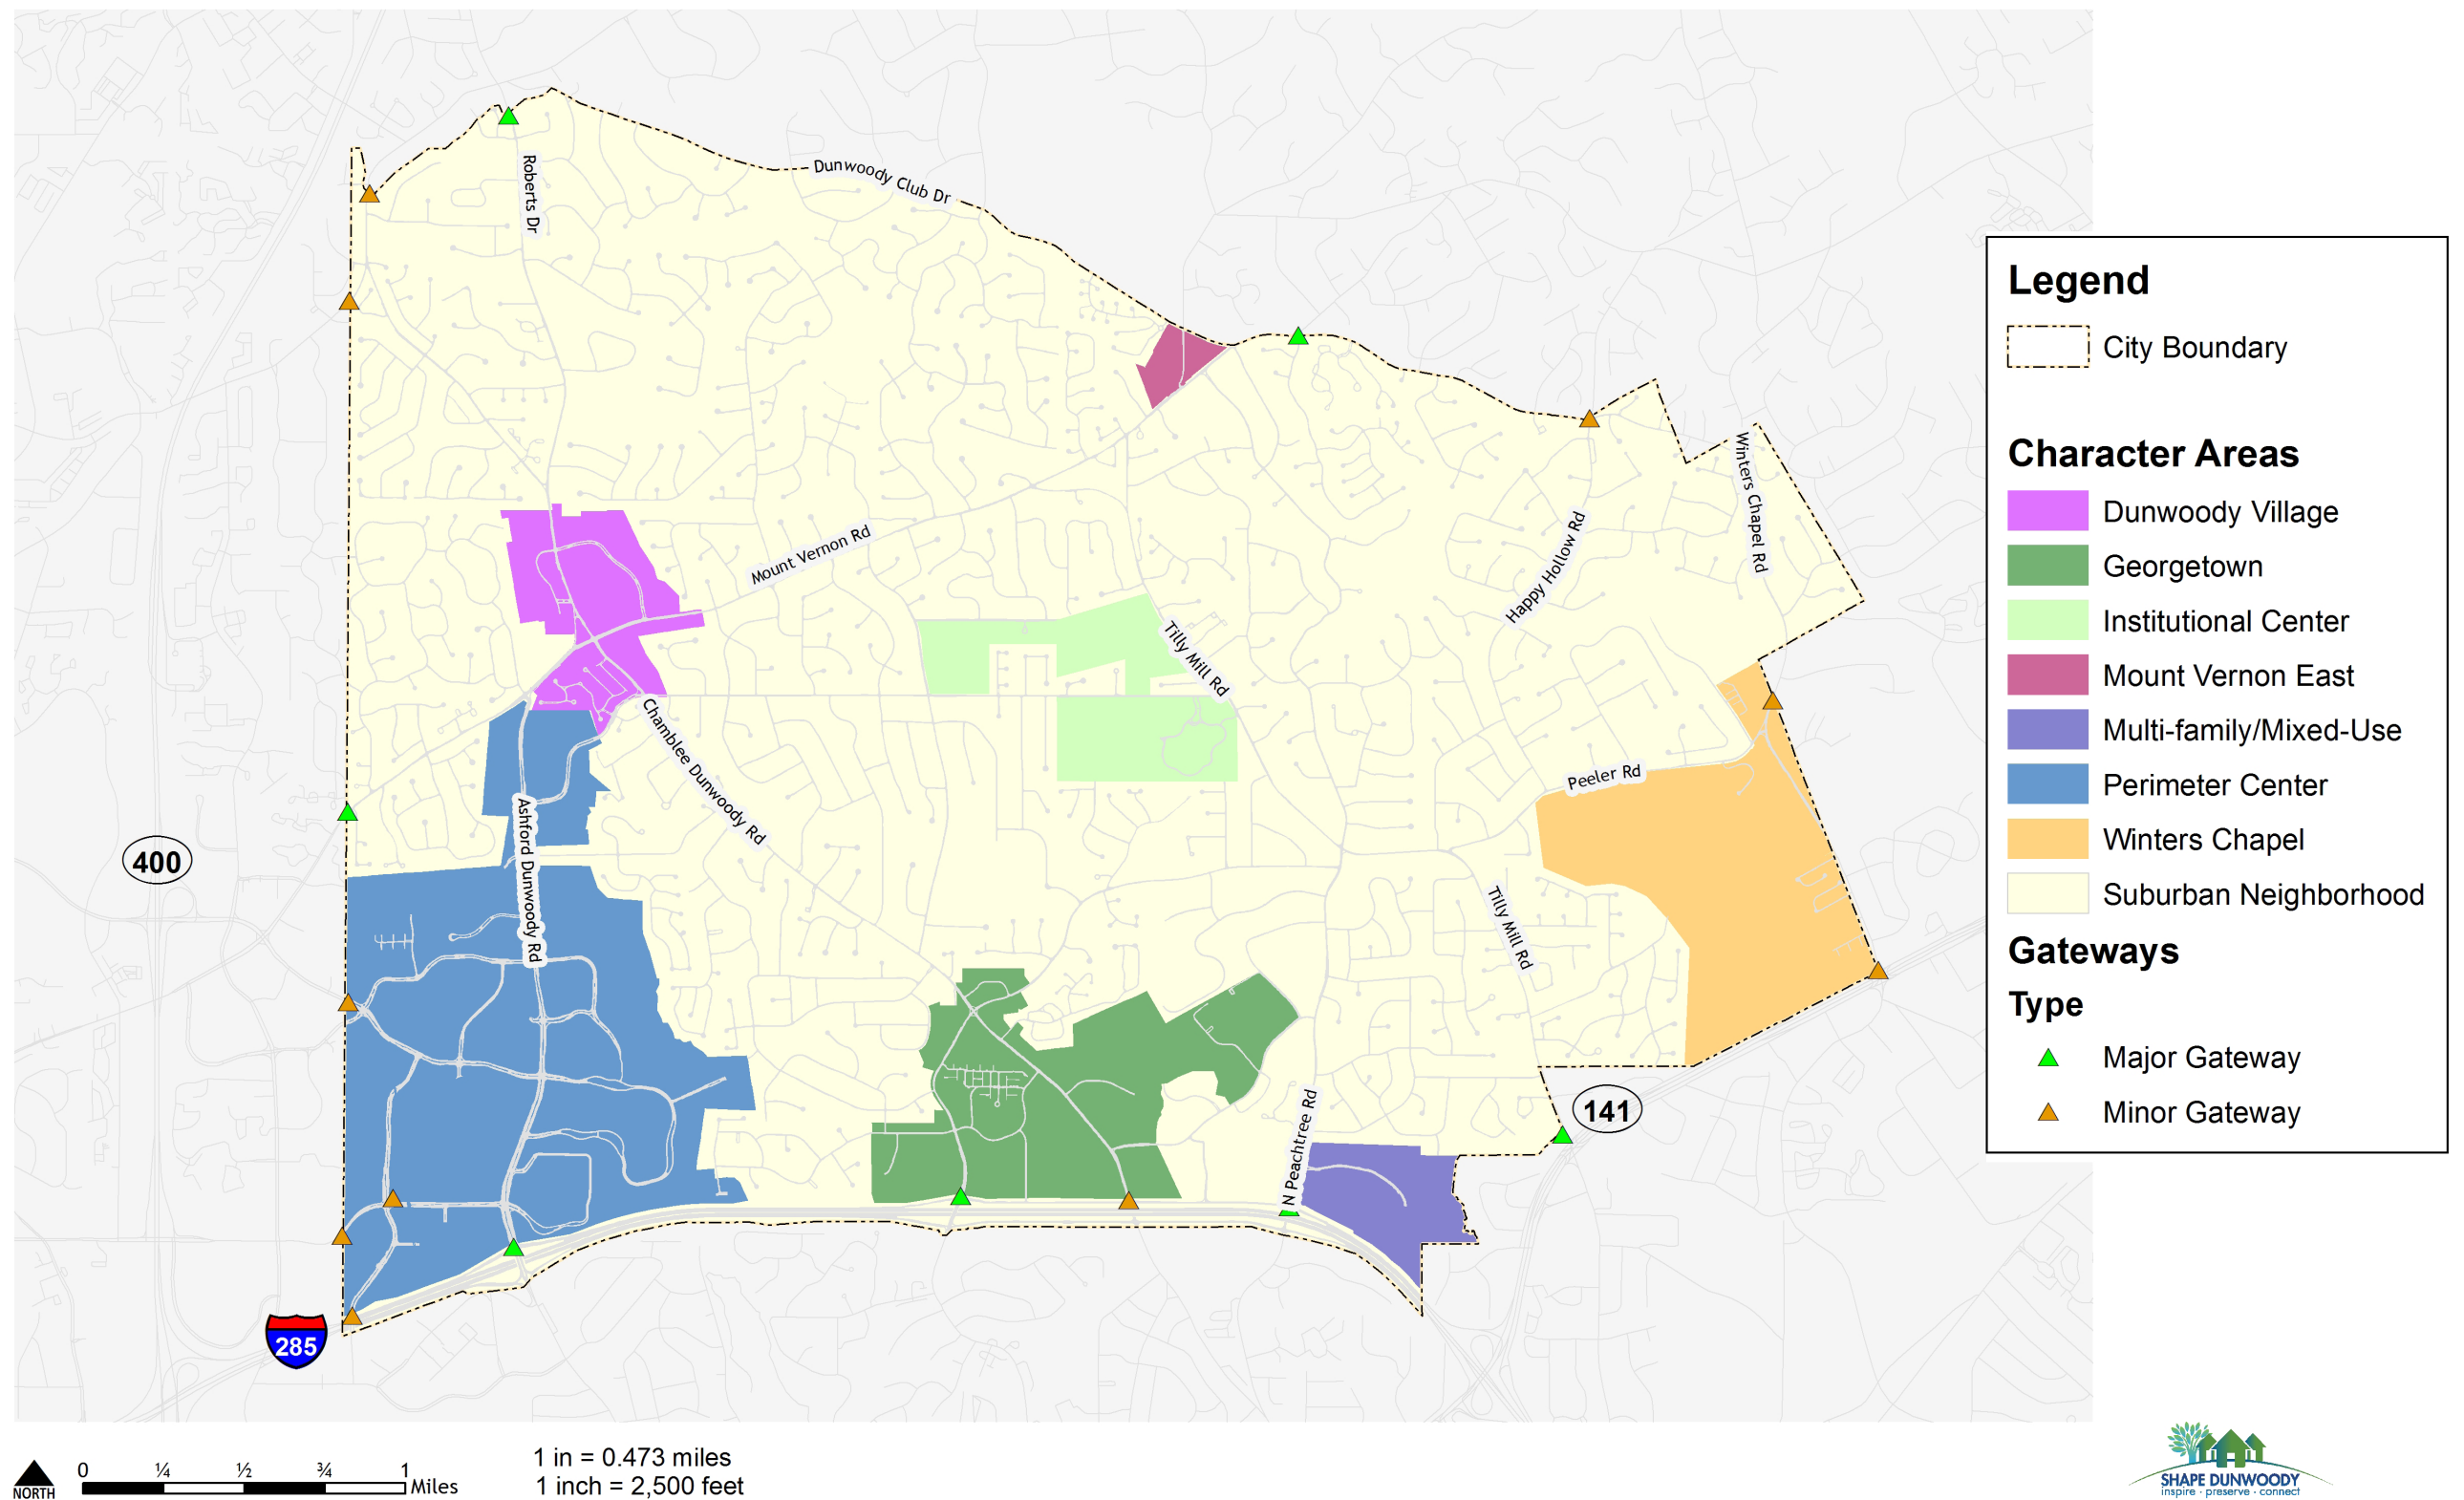 Roberts Dr
Dunwoody Club Dr
Winters Chapel Rd
Mount Vernon Rd
Happy Hollow Rd
Tilly Mill Rd
Chamblee Dunwoody Rd
Peeler Rd
Ashford Dunwoody Rd
400
Tilly Mill Rd
N Peachtree Rd
141
285
Legend
City Boundary
Character Areas
Dunwoody Village
Georgetown
Institutional Center
Mount Vernon East
Multi-family/Mixed-Use
Perimeter Center
Winters Chapel
Suburban Neighborhood
Gateways
Type
Major Gateway
Minor Gateway
NORTH
0 ¼ ½ ¾ 1
Miles
1 in = 0.473 miles
1 inch = 2,500 feet
SHAPE DUNWOODY
inspire · preserve · connect